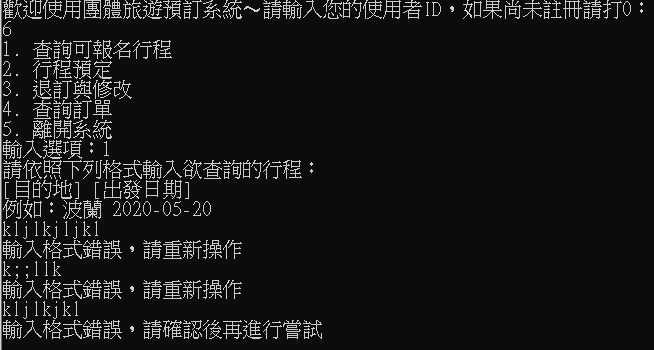 歡迎使用團體旅遊預訂系統～請輸入您的使用者ID，如果尚未註冊請打0：
6
1. 查詢可報名行程
2. 行程預定
3. 退訂與修改
4. 查詢訂單
5. 離開系統
輸入選項：1
請依照下列格式輸入欲查詢的行程：
[目的地] [出發日期]
例如：波蘭 2020-05-20
kljlkjljkl
輸入格式錯誤，請重新操作
k;;llk
輸入格式錯誤，請重新操作
kljlkjkl
輸入格式錯誤，請確認後再進行嘗試